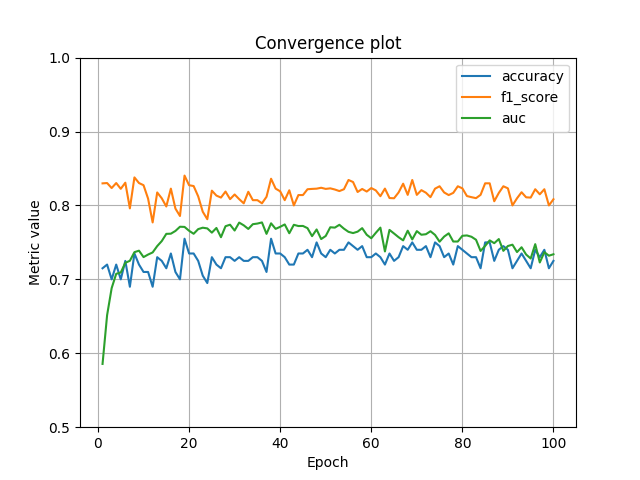 Convergence plot
1.0
0.9
0.8
0.7
0.6
0.5
Metric value
accuracy
f1_score
auc
0 20 40 60 80 100
Epoch